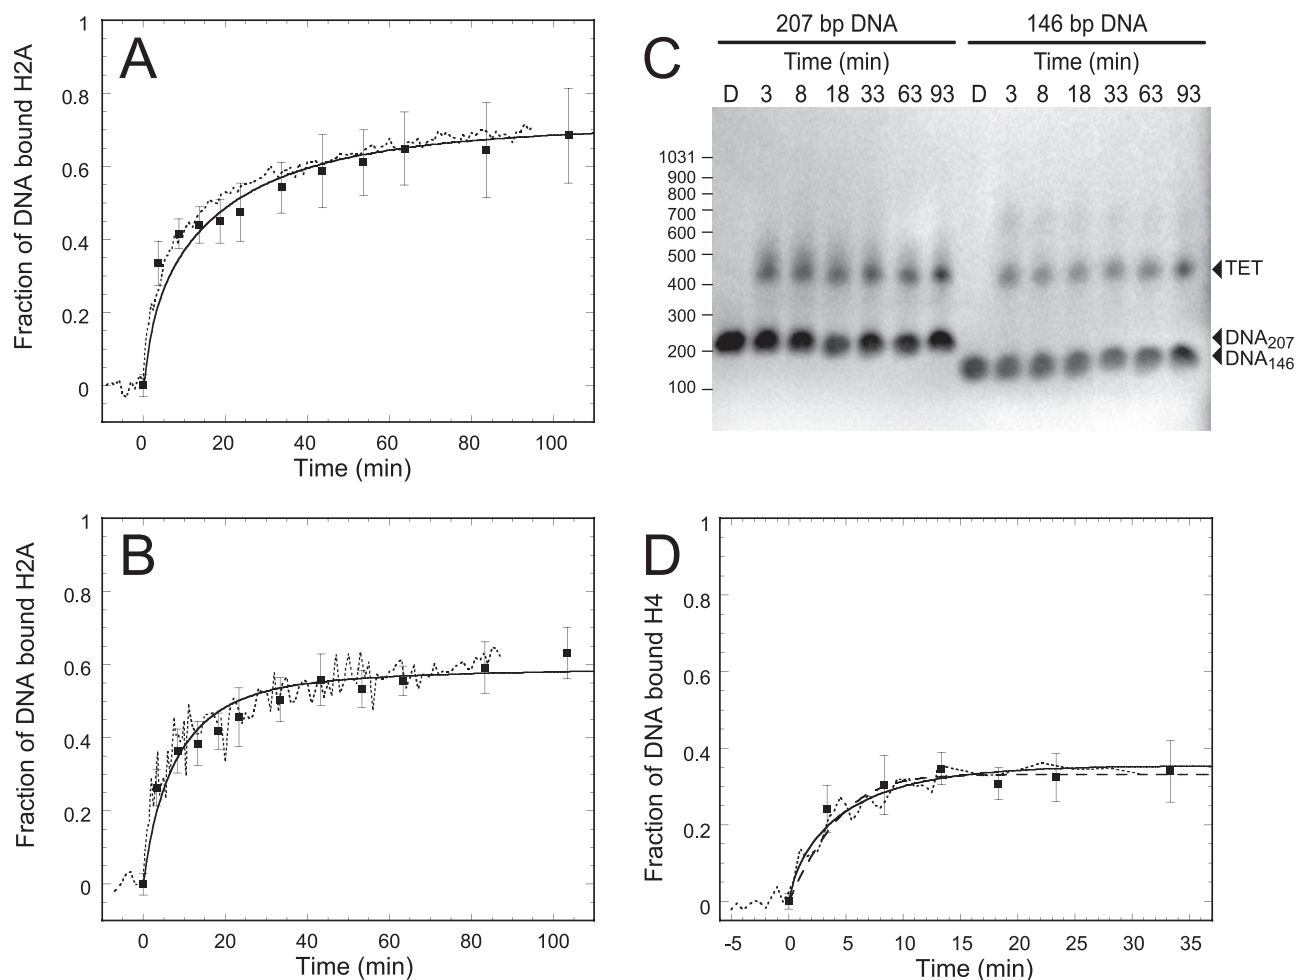 A
Fraction of DNA bound H2A
1
0.8
0.6
0.4
0.2
0
0 20 40 60 80 100
Time (min)
B
Fraction of DNA bound H2A
1
0.8
0.6
0.4
0.2
0
0 20 40 60 80 100
Time (min)
C
207 bp DNA 146 bp DNA
Time (min) Time (min)
D 3 8 18 33 63 93 D 3 8 18 33 63 93
1031
900
800
700
600
500
400
300
200
100
TET
DNA207
DNA146
D
Fraction of DNA bound H4
1
0.8
0.6
0.4
0.2
0
-5 0 5 10 15 20 25 30 35
Time (min)